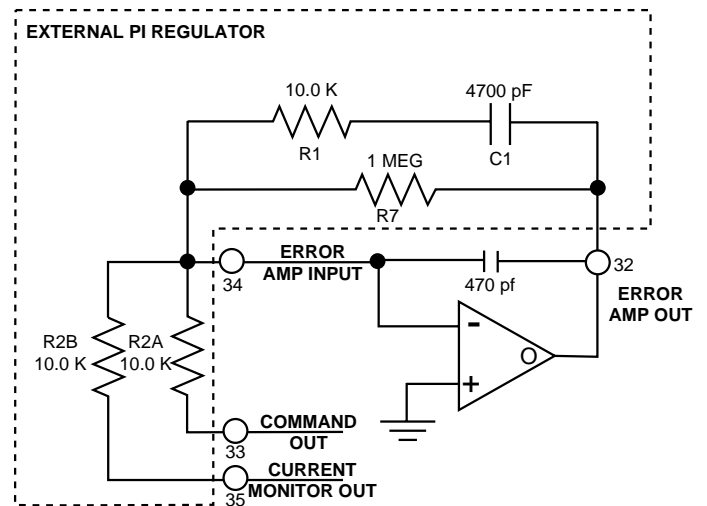 EXTERNAL PI REGULATOR
10.0 K
4700 pF
R1
C1
1 MEG
R7
34
ERROR
AMP INPUT
470 pf
32
ERROR
AMP OUT
R2B
10.0 K
R2A
10.0 K
-
+
O
33
COMMAND
OUT
35
CURRENT
MONITOR OUT